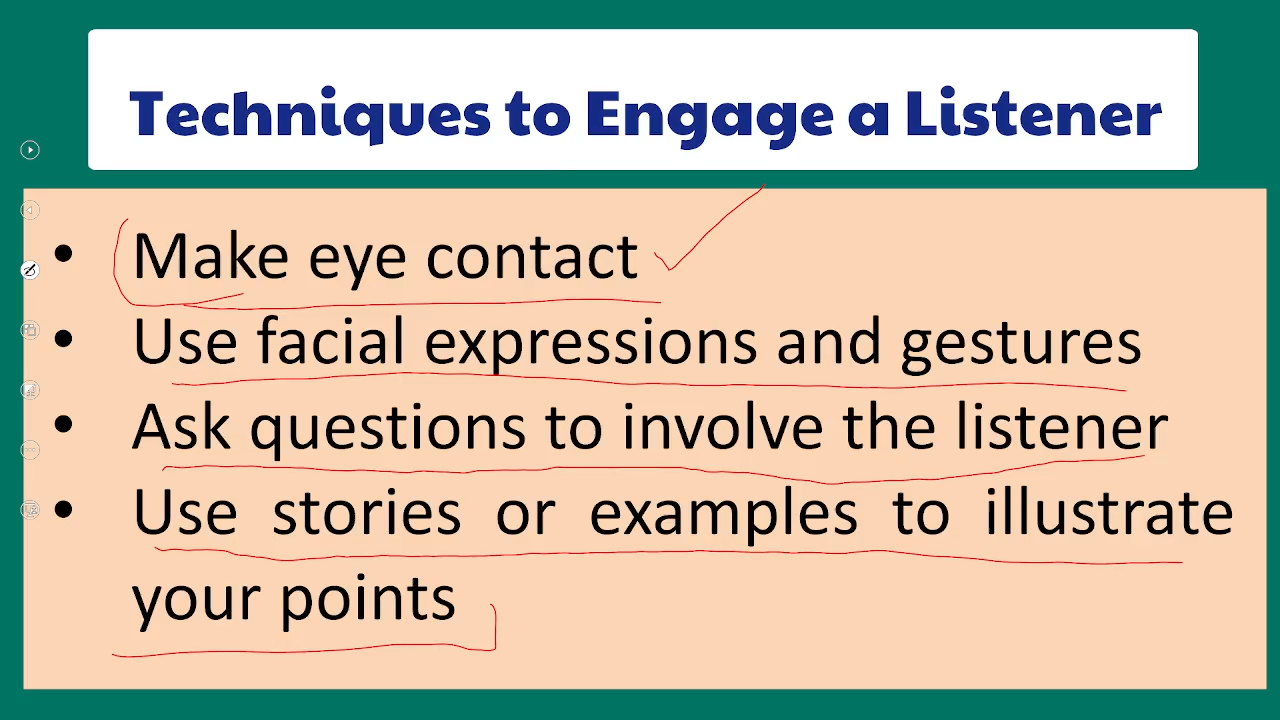 Techniques to Engage a Listener
• Make eye contact
• Use facial expressions and gestures
• Ask questions to involve the listener
• Use stories or examples to illustrate
your points